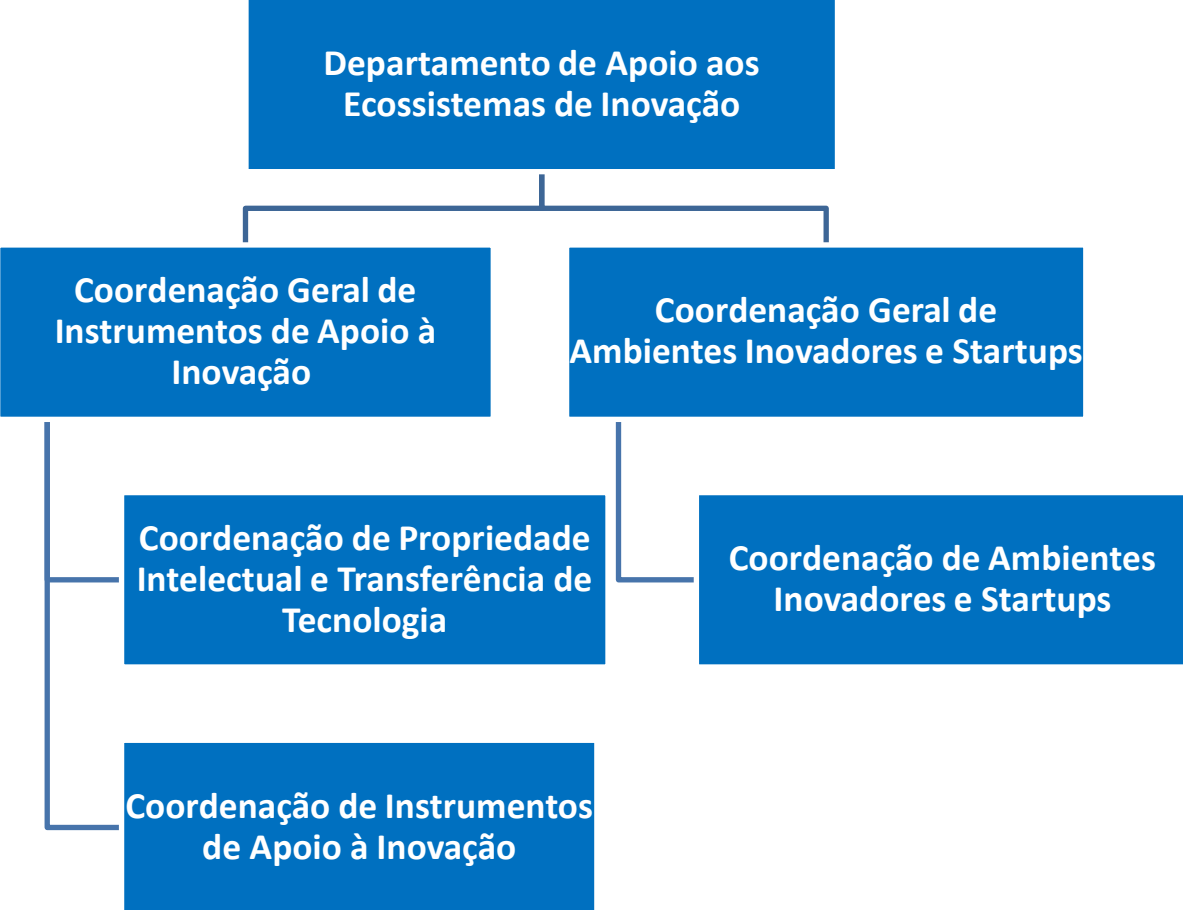 Departamento de Apoio aos
Ecossistemas de Inovação
Coordenação Geral de
Instrumentos de Apoio à
Inovação
Coordenação Geral de
Ambientes Inovadores e Startups
Coordenação de Propriedade
Intelectual e Transferência de
Tecnologia
Coordenação de Ambientes
Inovadores e Startups
Coordenação de Instrumentos
de Apoio à Inovação